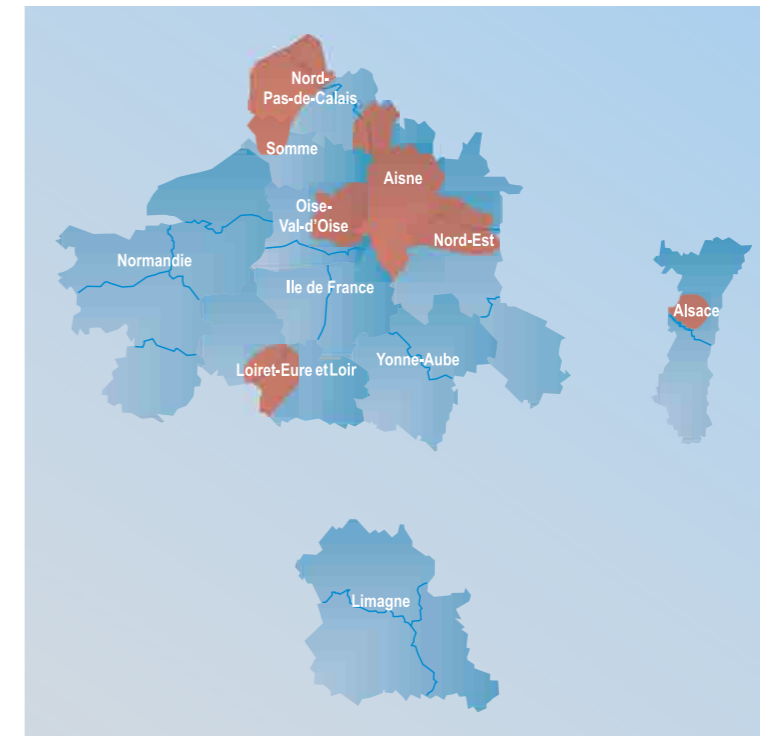 Nord-
Pas-de-Calais
Somme
Aisne
Oise-
Val-d'Oise
Nord-Est
Normandie
Ile de France
Alsace
Yonne-Aube
Loiret-Eure et Loir
Limagne